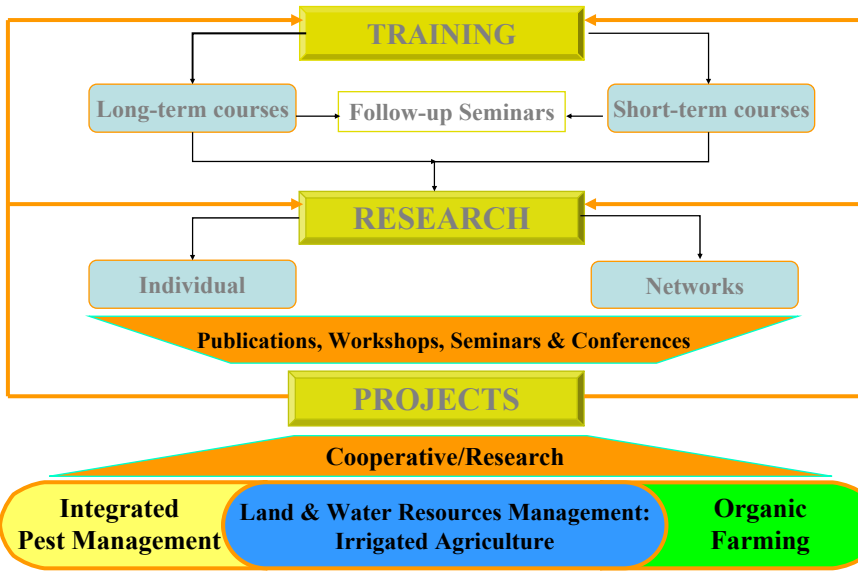 TRAINING
Long-term courses
Follow-up Seminars
Short-term courses
RESEARCH
Individual
Networks
Publications, Workshops, Seminars & Conferences
PROJECTS
Cooperative/Research
Integrated
Pest Management
Land & Water Resources Management:
Irrigated Agriculture
Organic
Farming